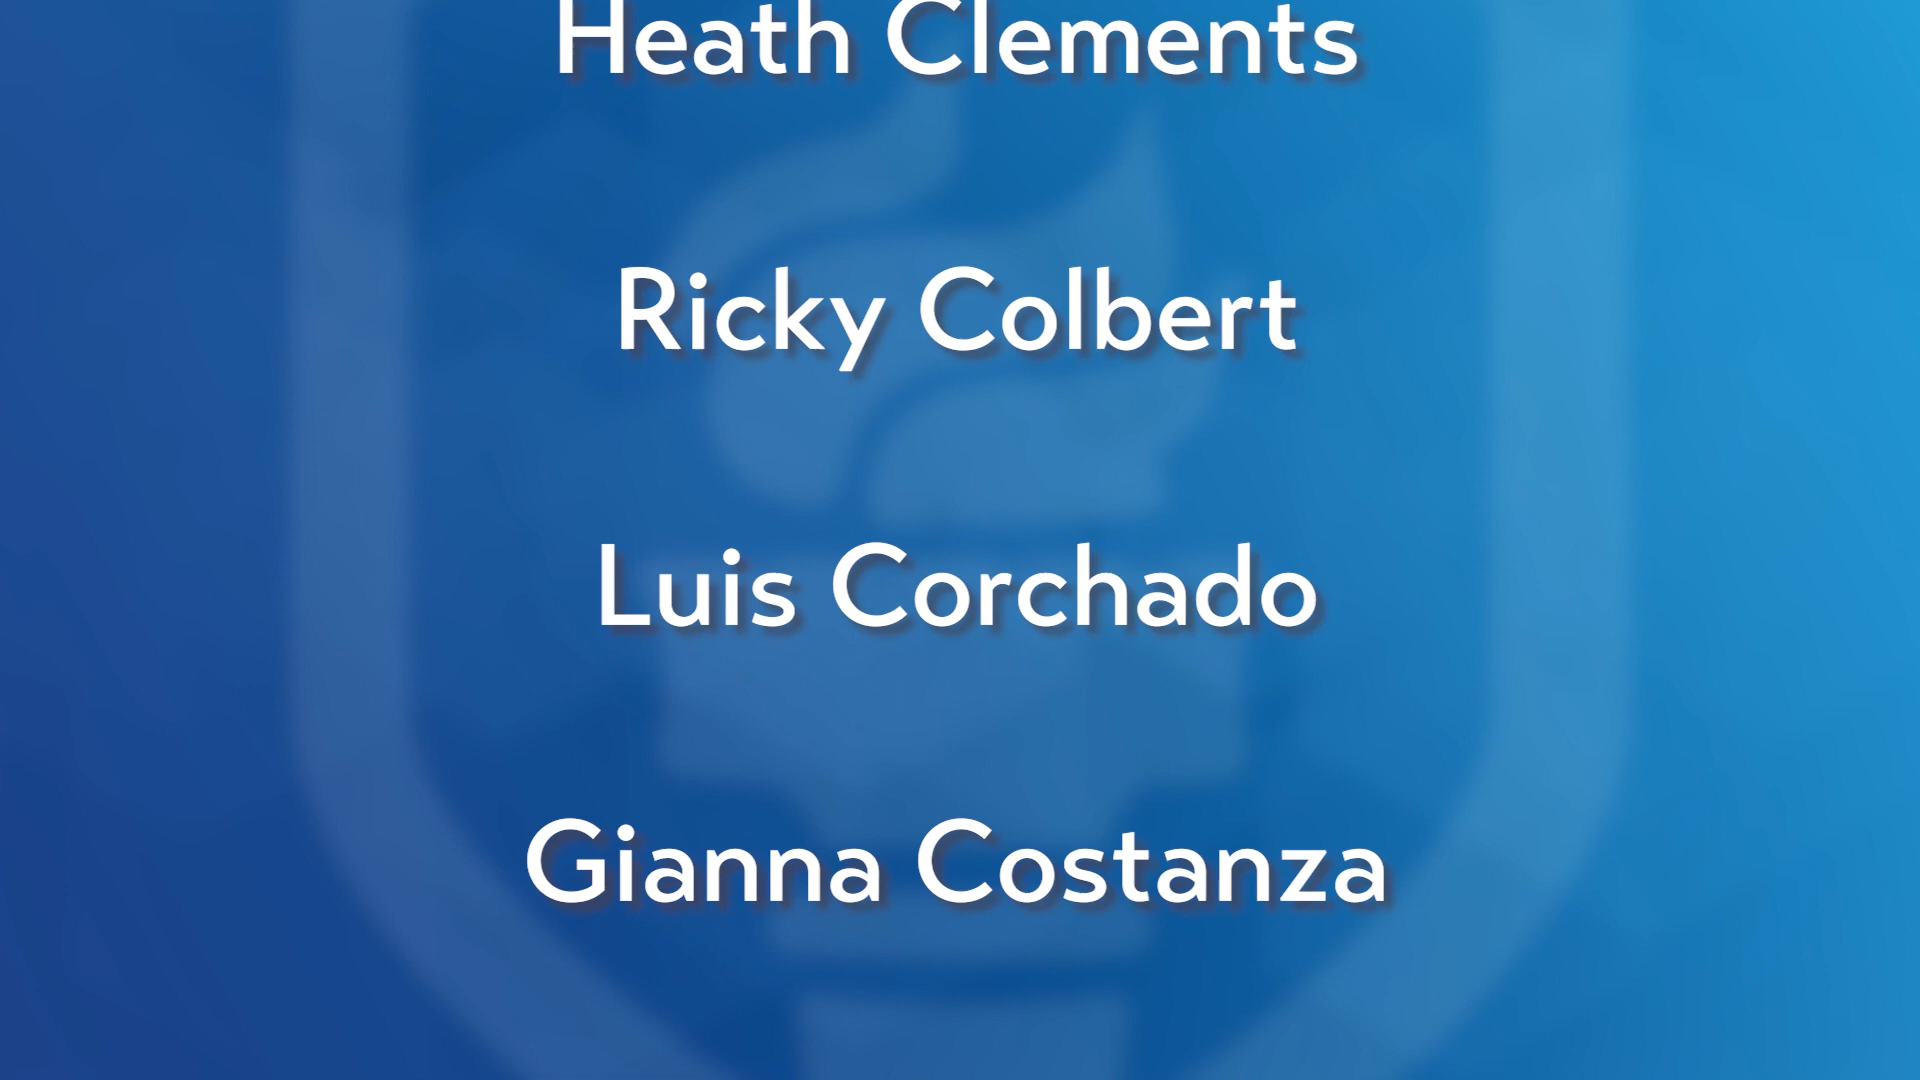 Heath Clements
Ricky Colbert
Luis Corchado
Gianna Costanza